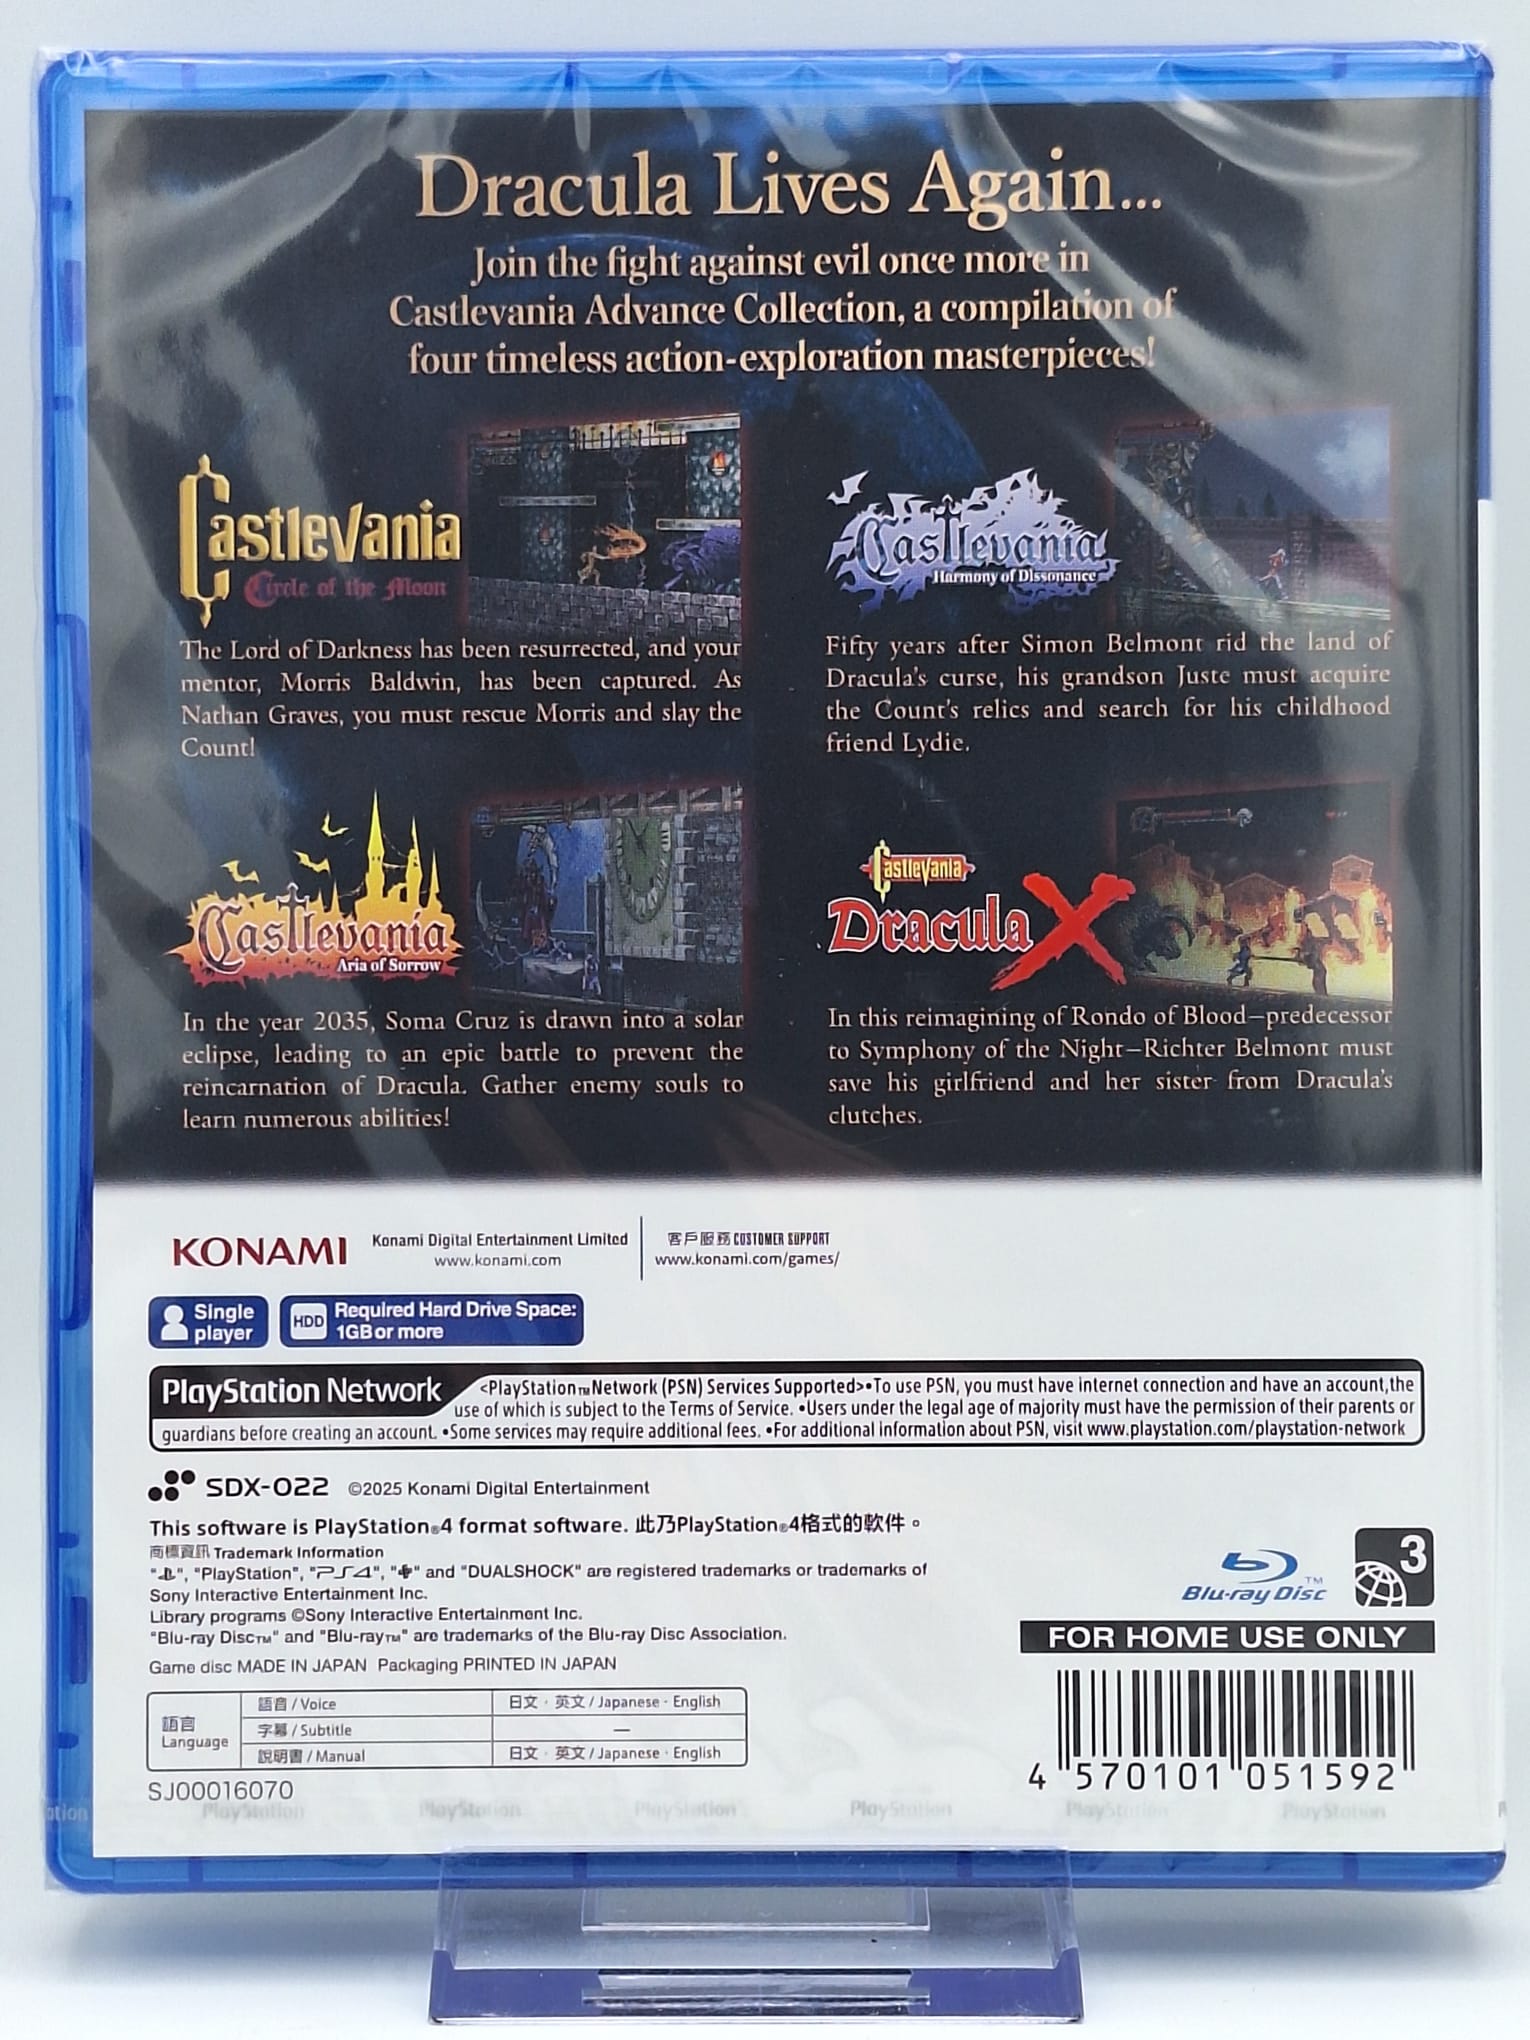 Dracula Lives Again...
Join the fight against evil once more in
Castlevania Advance Collection, a compilation of
four timeless action-exploration masterpieces!
Castlevania
Circle of the Moon
The Lord of Darkness has been resurrected, and your
mentor, Morris Baldwin, has been captured. As
Nathan Graves, you must rescue Morris and slay the
Count!
Castlevania
Harmony of Dissonance
Fifty years after Simon Belmont rid the land of
Dracula's curse, his grandson Juste must acquire
the Count's relics and search for his childhood
friend Lydie.
Castlevania
Aria of Sorrow
In the year 2035, Soma Cruz is drawn into a solar
eclipse, leading to an epic battle to prevent the
reincarnation of Dracula. Gather enemy souls to
learn numerous abilities!
Castlevania
Dracula X
In this reimagining of Rondo of Blood—predecessor
to Symphony of the Night—Richter Belmont must
save his girlfriend and her sister from Dracula's
clutches.
KONAMI
Konami Digital Entertainment Limited
www.konami.com
客戶服務 CUSTOMER SUPPORT
www.konami.com/games/
Single
player
HDD
Required Hard Drive Space:
1GB or more
PlayStation Network
<PlayStation™Network (PSN) Services Supported>•To use PSN, you must have internet connection and have an account,the
use of which is subject to the Terms of Service. •Users under the legal age of majority must have the permission of their parents or
guardians before creating an account. •Some services may require additional fees. •For additional information about PSN, visit www.playstation.com/playstation-network
SDX-022 ©2025 Konami Digital Entertainment
This software is PlayStation®4 format software. 此乃PlayStation®4格式的軟件。
商標資訊 Trademark Information
"PS", "PlayStation", "PS4", "" and "DUALSHOCK" are registered trademarks or trademarks of
Sony Interactive Entertainment Inc.
Library programs ©Sony Interactive Entertainment Inc.
"Blu-ray Disc™" and "Blu-ray™" are trademarks of the Blu-ray Disc Association.
Game disc MADE IN JAPAN Packaging PRINTED IN JAPAN
Blu-ray Disc™
3
FOR HOME USE ONLY
語言
Language
語音 / Voice 日文・英文 / Japanese・English
字幕 / Subtitle —
說明書 / Manual 日文・英文 / Japanese・English
SJ00016070
4 570101 051592
ation PlayStation PlayStation PlayStation PlayStation PlayStation PlayStation